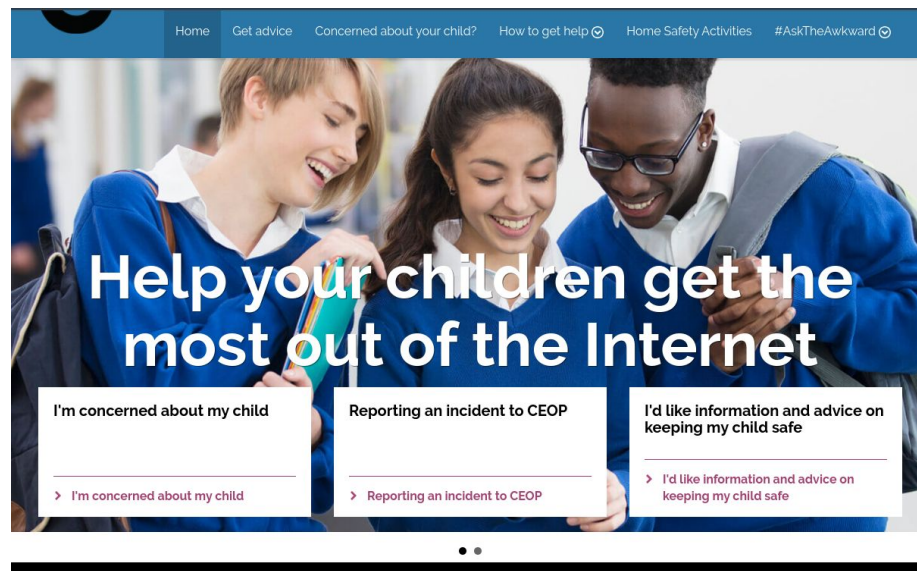 Home Get advice Concerned about your child? How to get help Home Safety Activities #AskTheAwkward
Help your children get the
most out of the Internet
I'm concerned about my child
I'm concerned about my child
Reporting an incident to CEOP
Reporting an incident to CEOP
I'd like information and advice on
keeping my child safe
I'd like information and advice on
keeping my child safe